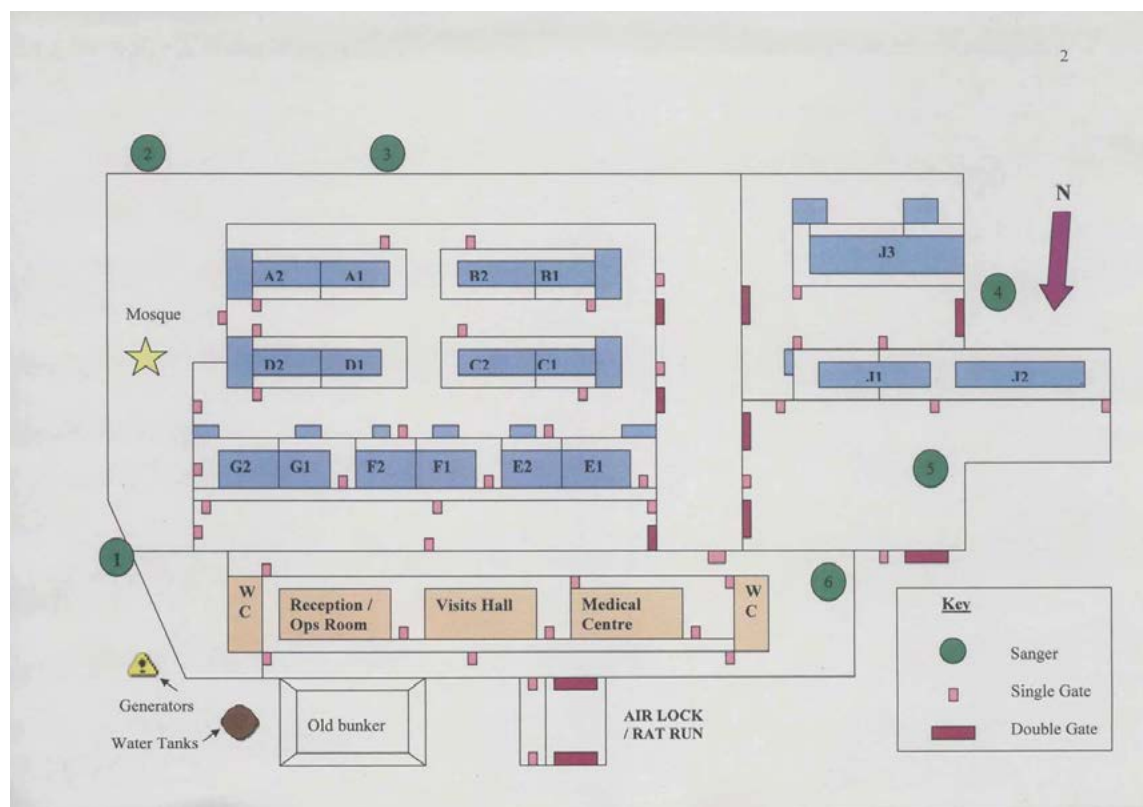 2
2
3
N
J3
4
A2
A1
B2
B1
Mosque
D2
D1
C2
C1
J1
J2
G2
G1
F2
F1
E2
E1
5
1
6
W
C
Reception /
Ops Room
Visits Hall
Medical
Centre
W
C
Key
Sanger
Single Gate
Double Gate
Generators
Water Tanks
Old bunker
AIR LOCK
/ RAT RUN